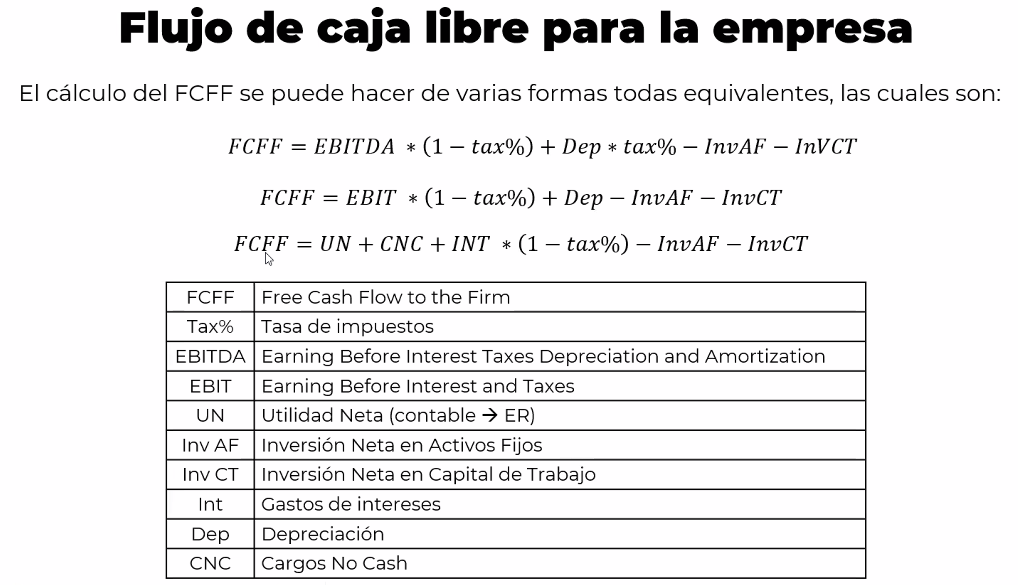 Flujo de caja libre para la empresa
El cálculo del FCFF se puede hacer de varias formas todas equivalentes, las cuales son:
FCFF = EBITDA * (1 − tax%) + Dep * tax% − InvAF − InVCT
FCFF = EBIT * (1 − tax%) + Dep − InvAF − InvCT
FCFF = UN + CNC + INT * (1 − tax%) − InvAF − InvCT
FCFF Free Cash Flow to the Firm
Tax% Tasa de impuestos
EBITDA Earning Before Interest Taxes Depreciation and Amortization
EBIT Earning Before Interest and Taxes
UN Utilidad Neta (contable → ER)
Inv AF Inversión Neta en Activos Fijos
Inv CT Inversión Neta en Capital de Trabajo
Int Gastos de intereses
Dep Depreciación
CNC Cargos No Cash